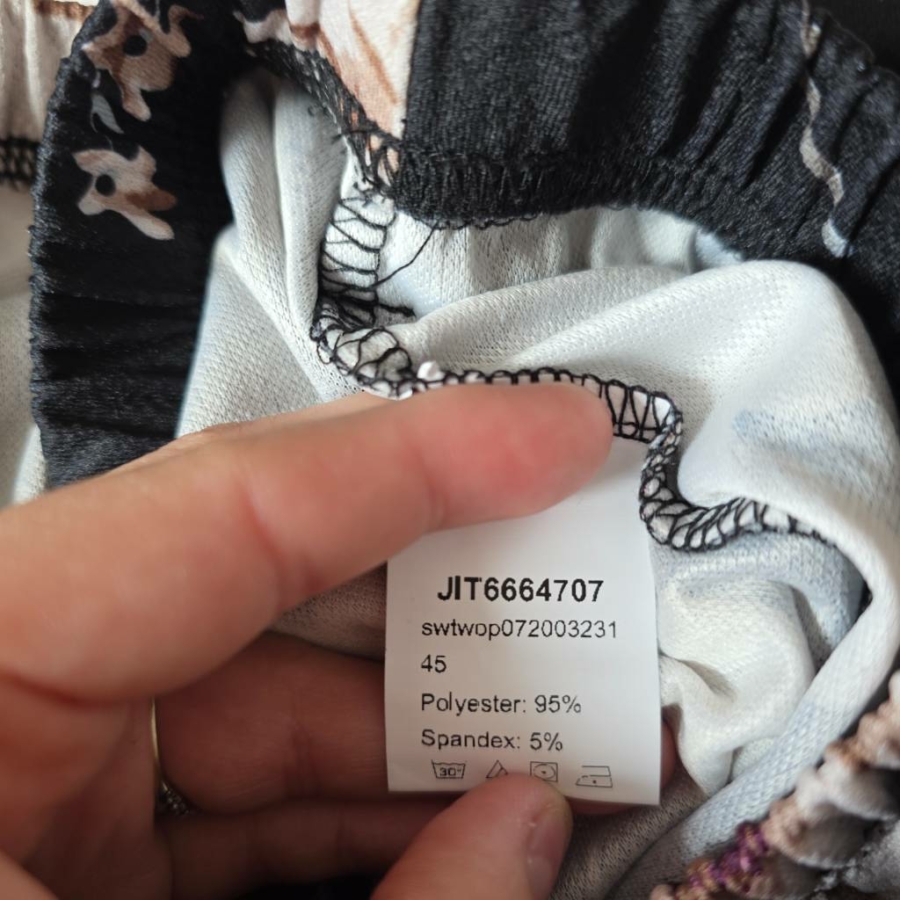 JIT6664707
swtwop072003231
45
Polyester: 95%
Spandex: 5%
30°